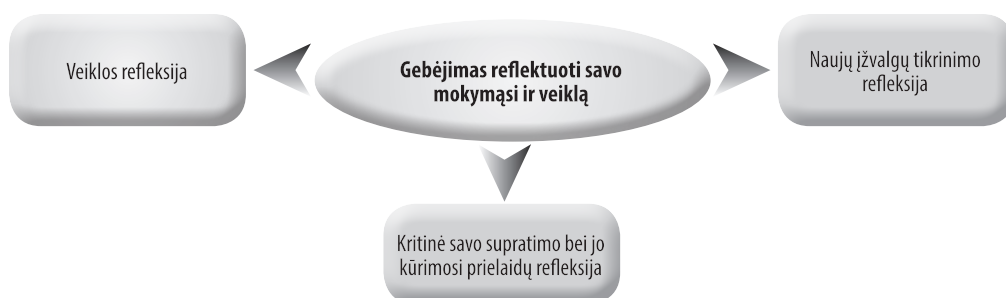 Veiklos refleksija
Gebėjimas reflektuoti savo
mokymąsi ir veiklą
Naujų įžvalgų tikrinimo
refleksija
Kritinė savo supratimo bei jo
kūrimosi prielaidų refleksija